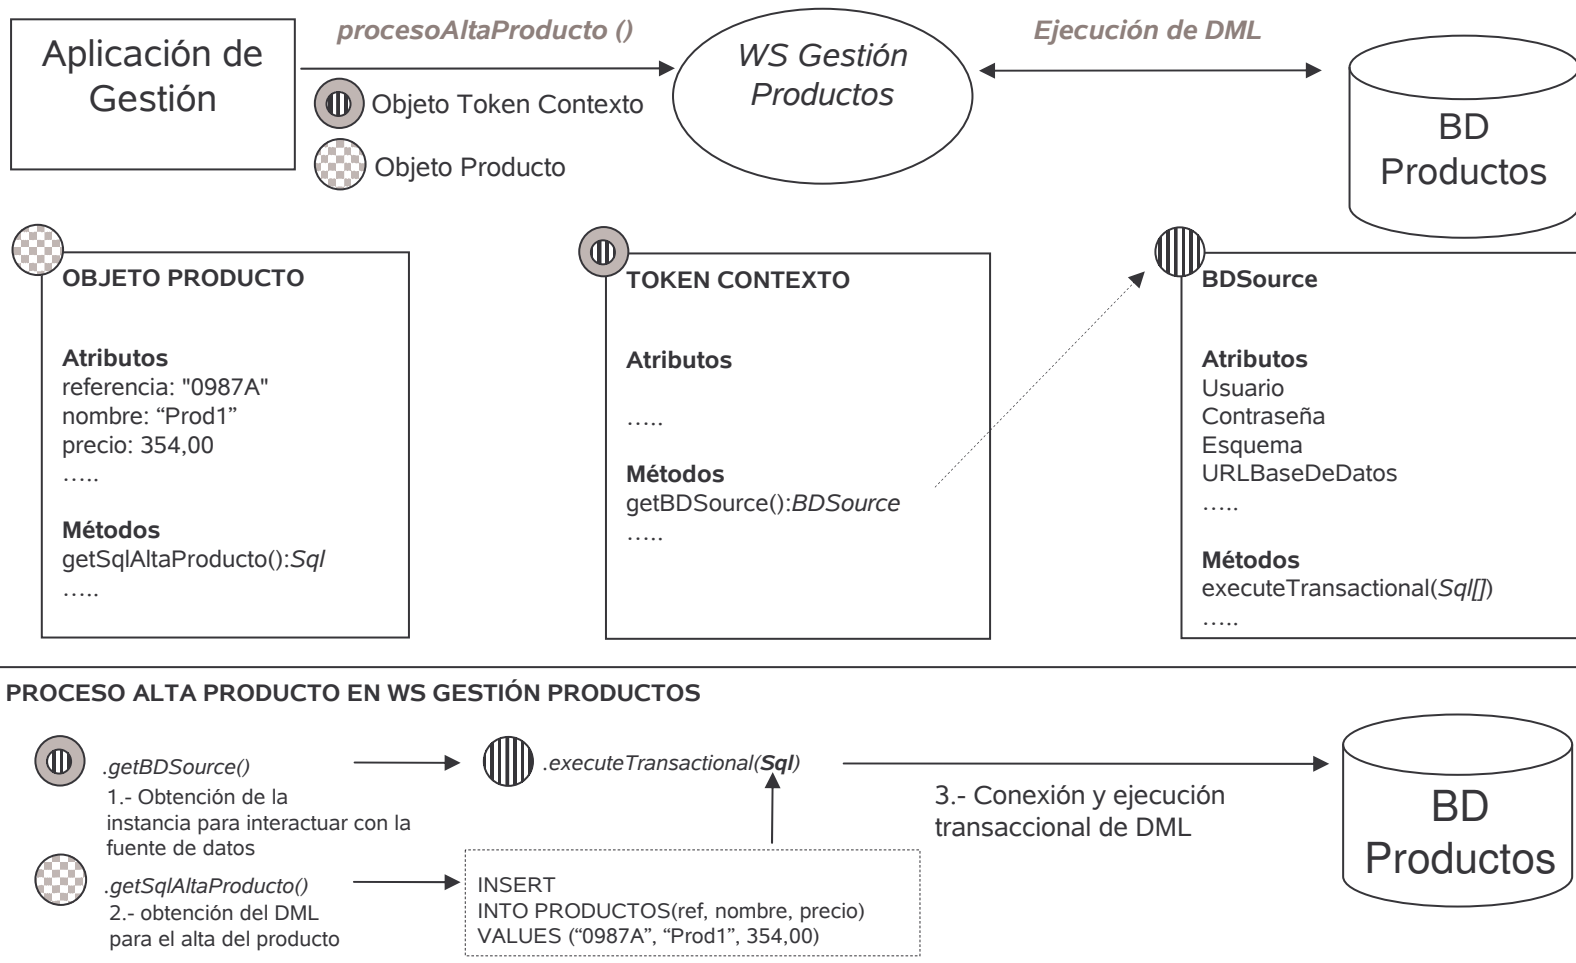 Aplicación de
Gestión
procesoAltaProducto ()
Objeto Token Contexto
Objeto Producto
WS Gestión
Productos
Ejecución de DML
BD
Productos
OBJETO PRODUCTO
Atributos
referencia: "0987A"
nombre: “Prod1”
precio: 354,00
…..
Métodos
getSqlAltaProducto():Sql
…..
TOKEN CONTEXTO
Atributos
…..
Métodos
getBDSource():BDSource
…..
BDSource
Atributos
Usuario
Contraseña
Esquema
URLBaseDeDatos
…..
Métodos
executeTransactional(Sql[])
…..
PROCESO ALTA PRODUCTO EN WS GESTIÓN PRODUCTOS
.getBDSource()
1.- Obtención de la
instancia para interactuar con la
fuente de datos
.executeTransactional(Sql)
3.- Conexión y ejecución
transaccional de DML
BD
Productos
.getSqlAltaProducto()
2.- obtención del DML
para el alta del producto
INSERT
INTO PRODUCTOS(ref, nombre, precio)
VALUES (“0987A”, “Prod1”, 354,00)